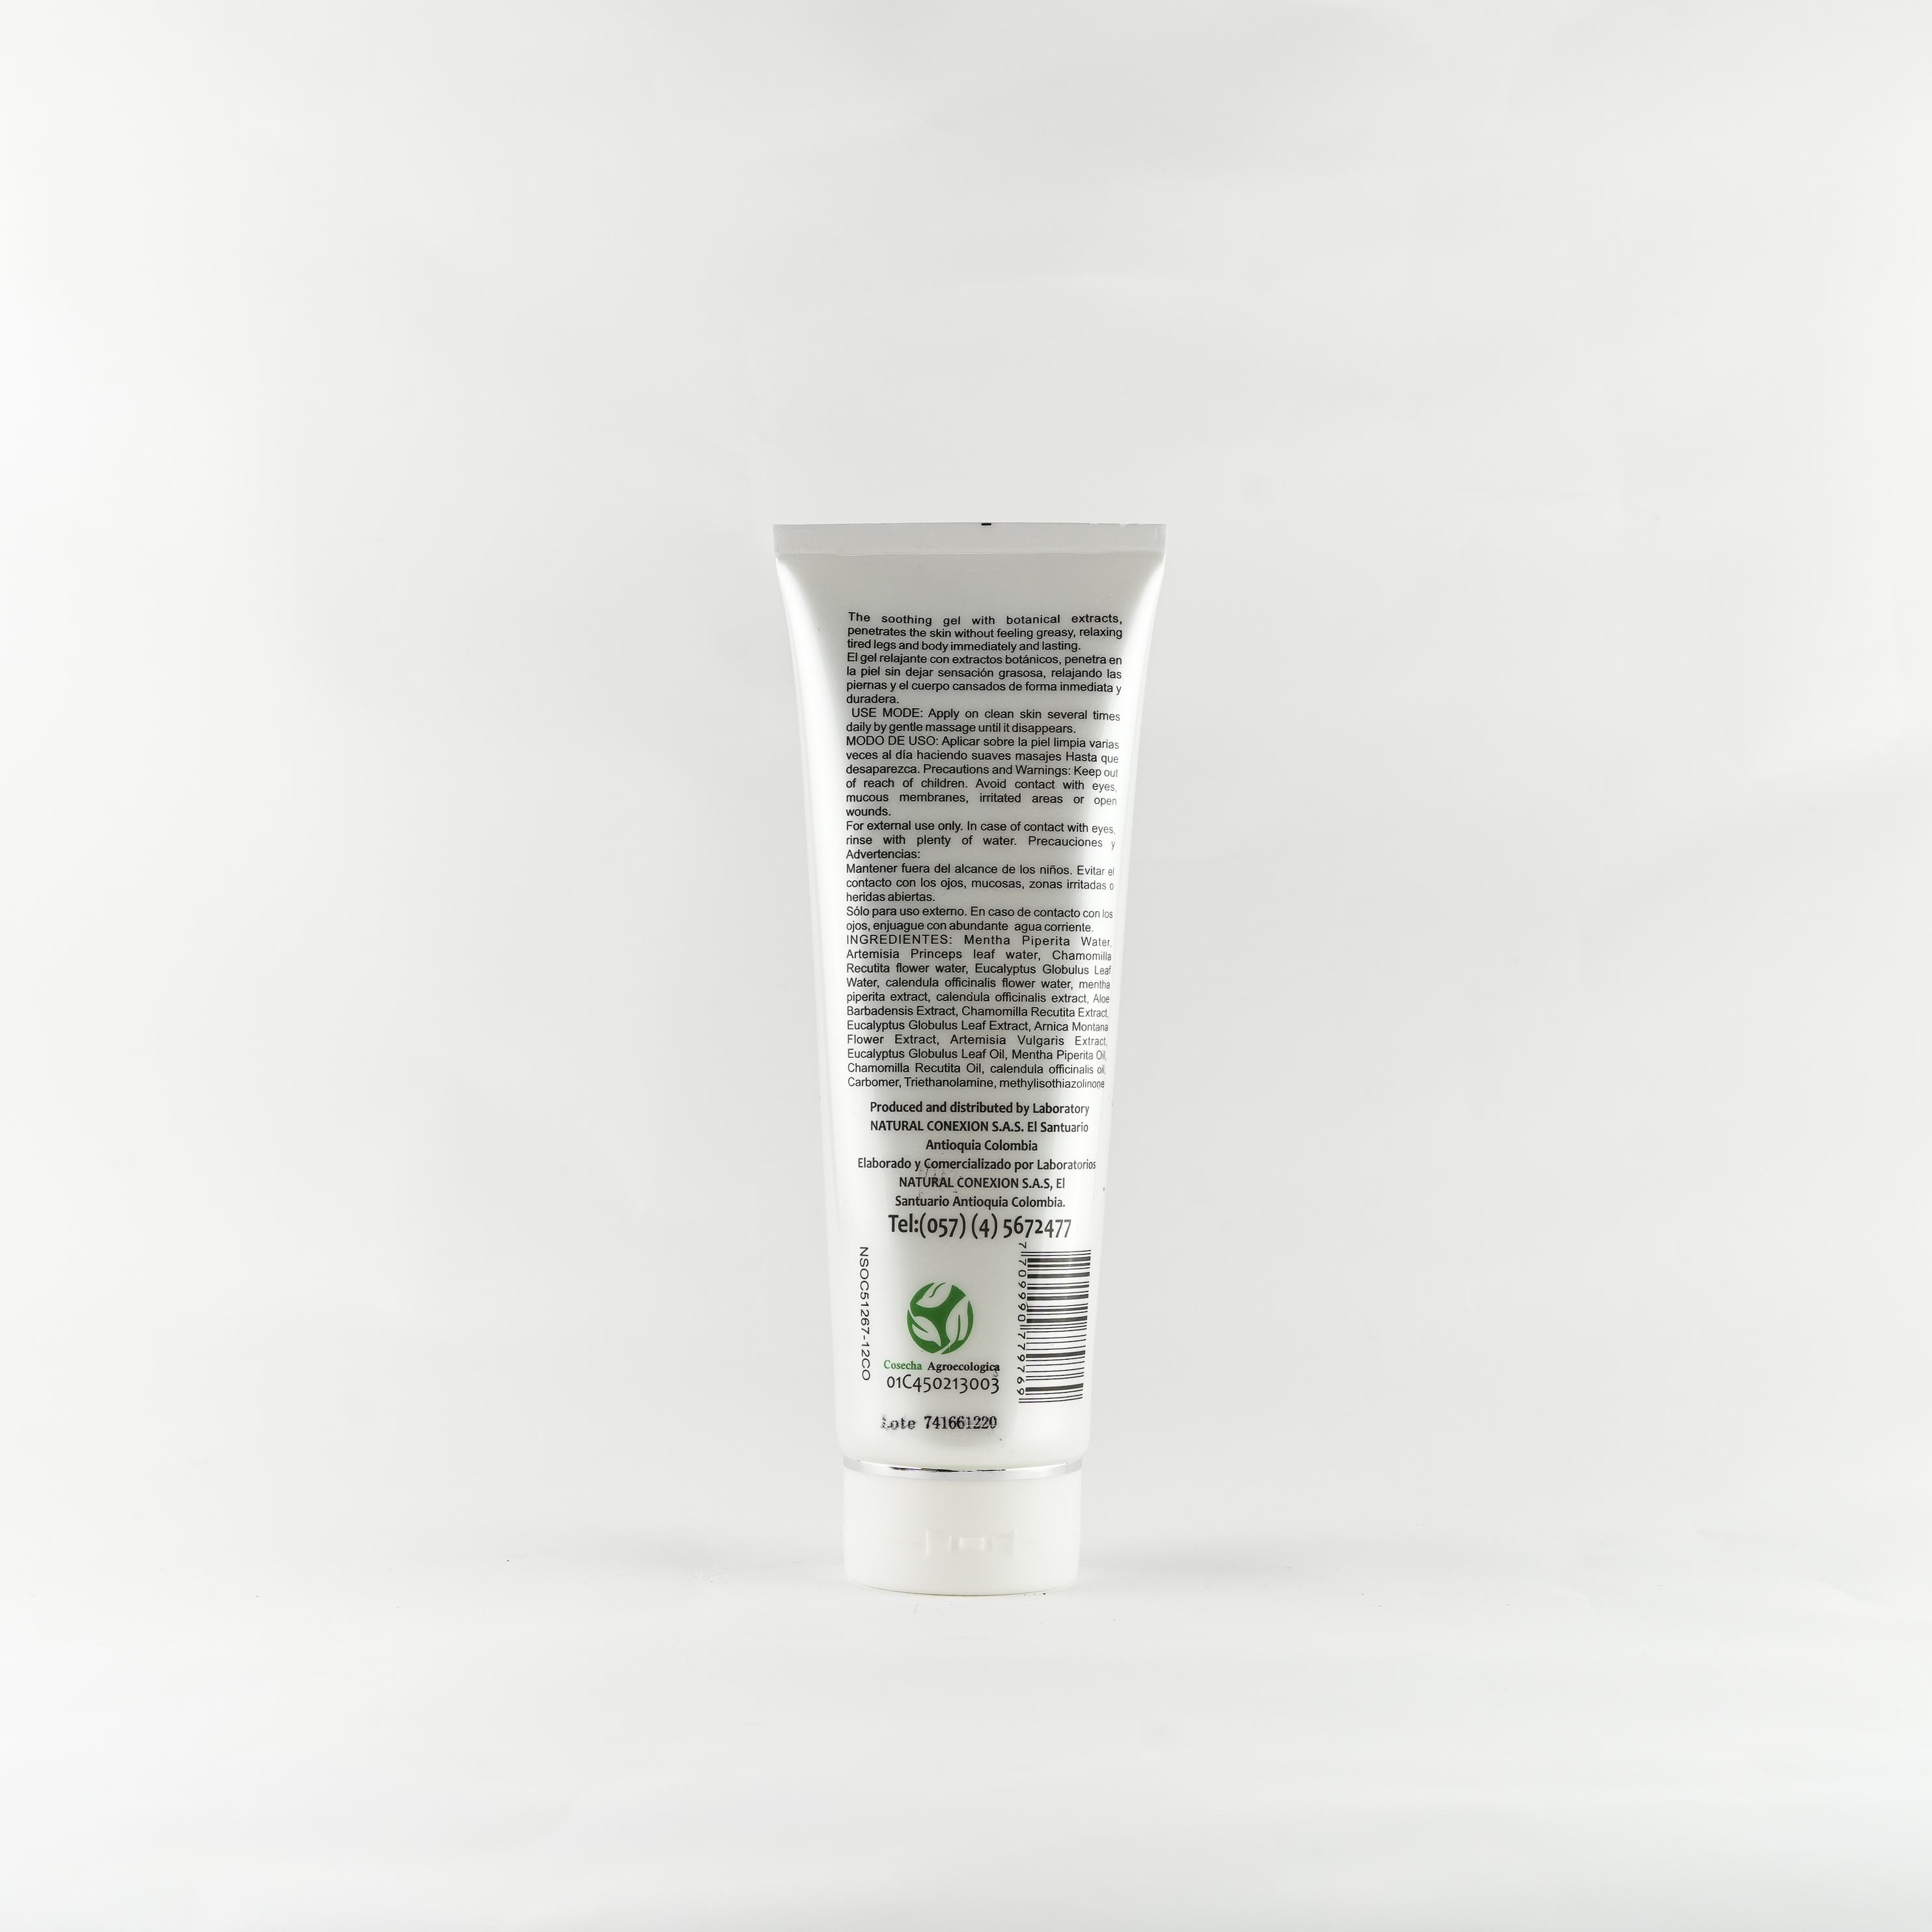 The soothing gel with botanical extracts,
penetrates the skin without feeling greasy, relaxing
tired legs and body immediately and lasting.
El gel relajante con extractos botánicos, penetra en
la piel sin dejar sensación grasosa, relajando las
piernas y el cuerpo cansados de forma inmediata y
duradera.
USE MODE: Apply on clean skin several times
daily by gentle massage until it disappears.
MODO DE USO: Aplicar sobre la piel limpia varias
veces al día haciendo suaves masajes Hasta que
desaparezca. Precautions and Warnings: Keep out
of reach of children. Avoid contact with eyes,
mucous membranes, irritated areas or open
wounds.
For external use only. In case of contact with eyes,
rinse with plenty of water. Precauciones y
Advertencias:
Mantener fuera del alcance de los niños. Evitar el
contacto con los ojos, mucosas, zonas irritadas o
heridas abiertas.
Sólo para uso externo. En caso de contacto con los
ojos, enjuague con abundante agua corriente.
INGREDIENTES: Mentha Piperita Water,
Artemisia Princeps leaf water, Chamomilla
Recutita flower water, Eucalyptus Globulus Leaf
Water, calendula officinalis flower water, mentha
piperita extract, calendula officinalis extract, Aloe
Barbadensis Extract, Chamomilla Recutita Extract,
Eucalyptus Globulus Leaf Extract, Arnica Montana
Flower Extract, Artemisia Vulgaris Extract,
Eucalyptus Globulus Leaf Oil, Mentha Piperita Oil,
Chamomilla Recutita Oil, calendula officinalis oil,
Carbomer, Triethanolamine, methylisothiazolinone
Produced and distributed by Laboratory
NATURAL CONEXION S.A.S. El Santuario
Antioquia Colombia
Elaborado y Comercializado por Laboratorios
NATURAL CONEXION S.A.S, El
Santuario Antioquia Colombia.
Tel:(057) (4) 5672477
NSOC51267-12CO
Cosecha Agroecologica
01C450213003
7 709990 779769
Lote 741661220